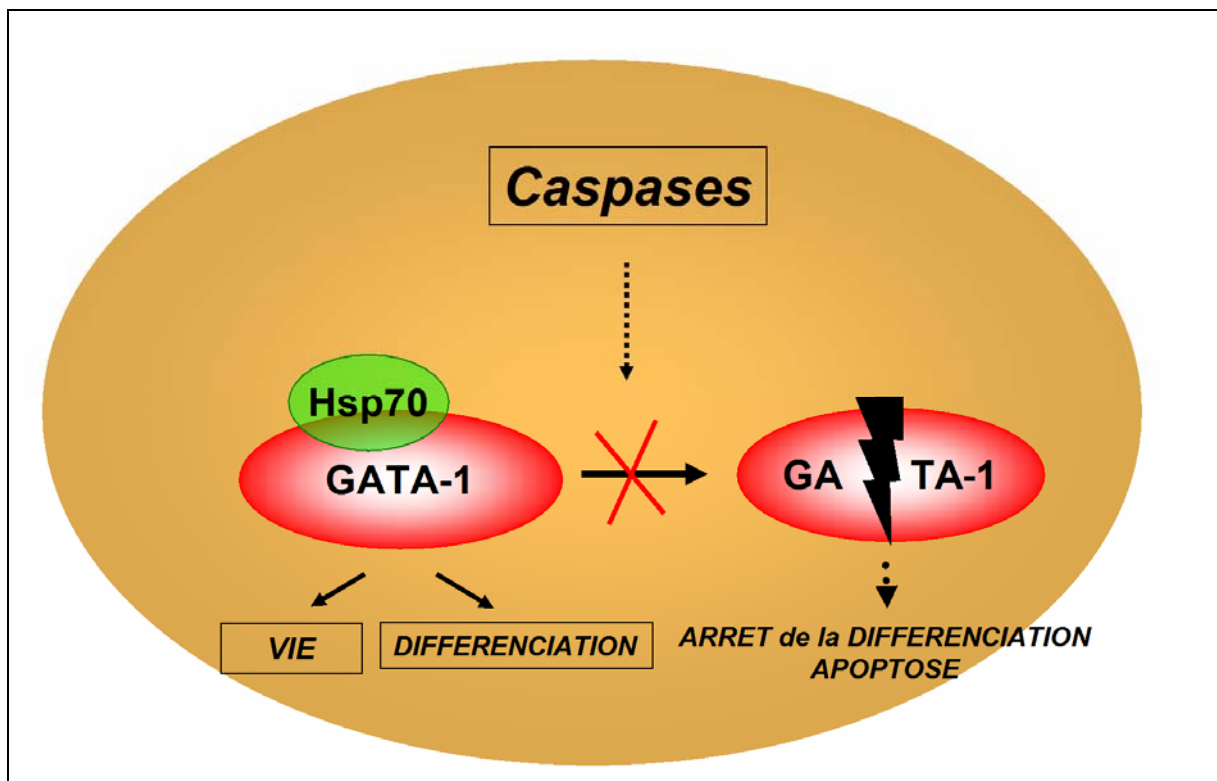 Caspases
Hsp70
GATA-1
GA TA-1
VIE
DIFFERENCIATION
ARRET de la DIFFERENCIATION
APOPTOSE